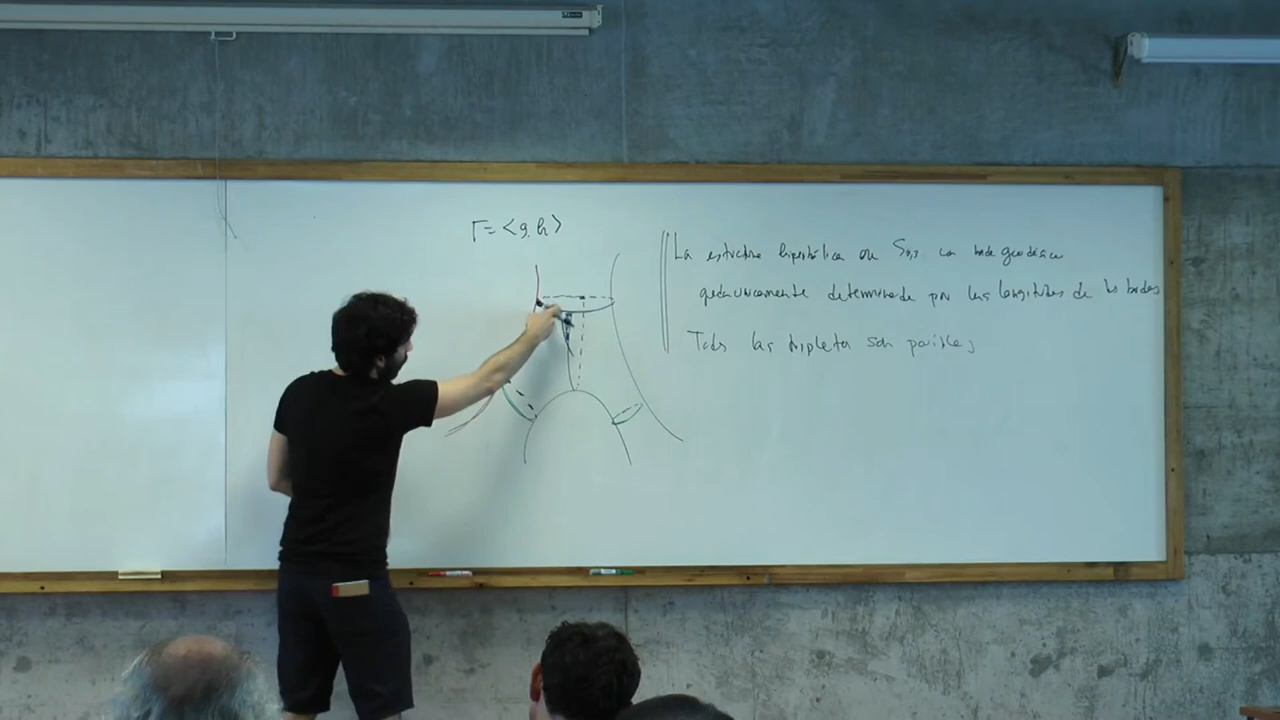 Γ = <g, h>
La estructura hiperbólica en S₀,₃ con borde geodésico
queda unicamente determinada por las longitudes de los bordes
Todas las tripletas son posibles